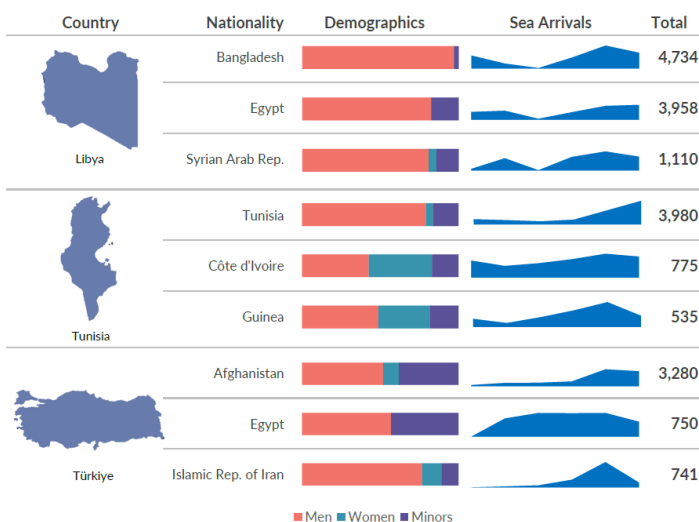 Country Nationality Demographics Sea Arrivals Total
Bangladesh 4,734
Egypt 3,958
Libya
Syrian Arab Rep. 1,110
Tunisia 3,980
Côte d'Ivoire 775
Guinea 535
Tunisia
Afghanistan 3,280
Egypt 750
Türkiye
Islamic Rep. of Iran 741
Men Women Minors